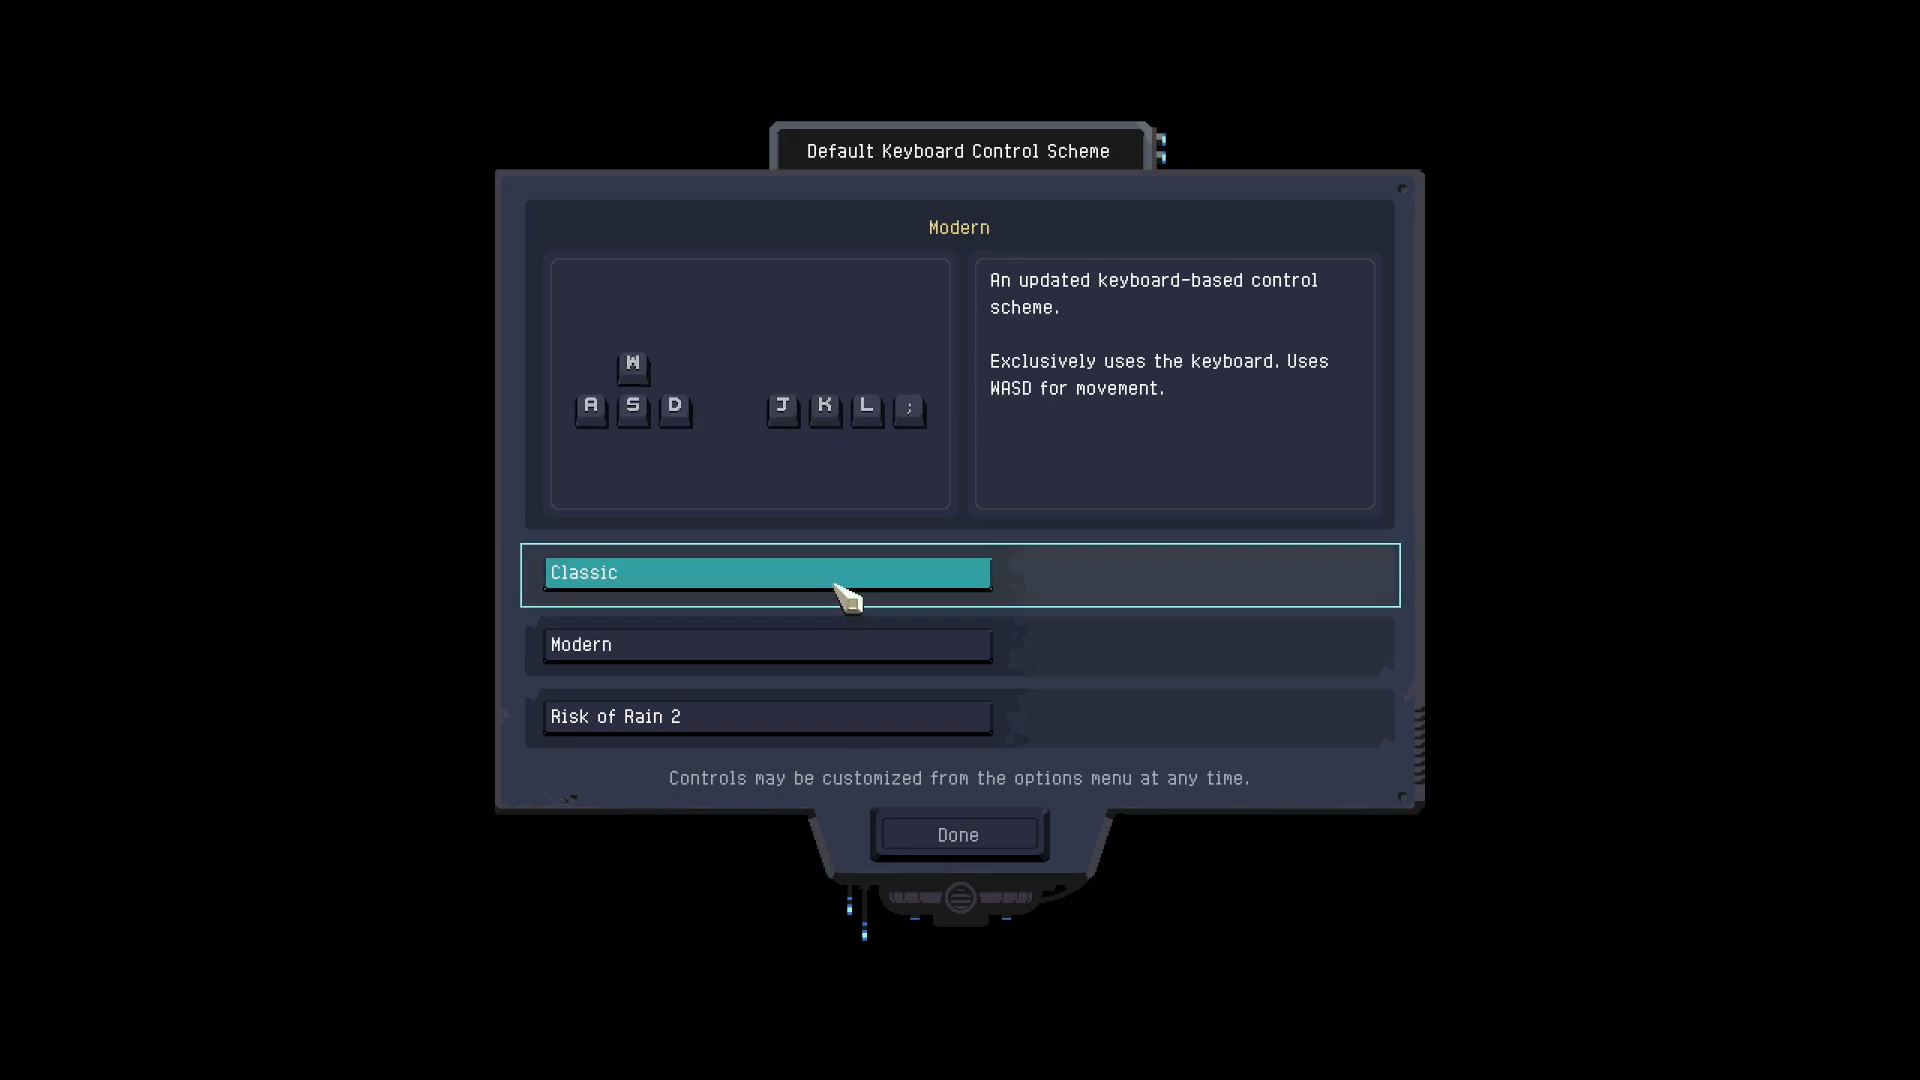 Default Keyboard Control Scheme
Modern
W
A S D J K L ;
An updated keyboard-based control
scheme.
Exclusively uses the keyboard. Uses
WASD for movement.
Classic
Modern
Risk of Rain 2
Controls may be customized from the options menu at any time.
Done